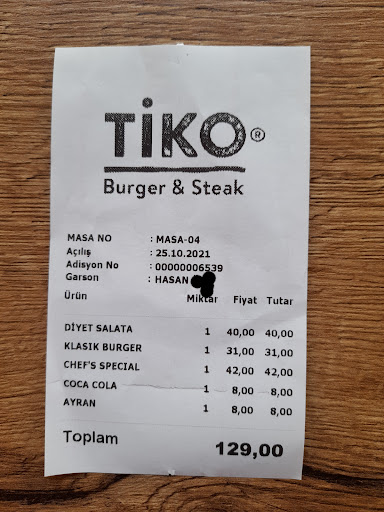 TİKO®
Burger & Steak
MASA NO : MASA-04
Açılış : 25.10.2021
Adisyon No : 00000006539
Garson : HASAN
Ürün Miktar Fiyat Tutar
DİYET SALATA 1 40,00 40,00
KLASIK BURGER 1 31,00 31,00
CHEF'S SPECIAL 1 42,00 42,00
COCA COLA 1 8,00 8,00
AYRAN 1 8,00 8,00
Toplam 129,00